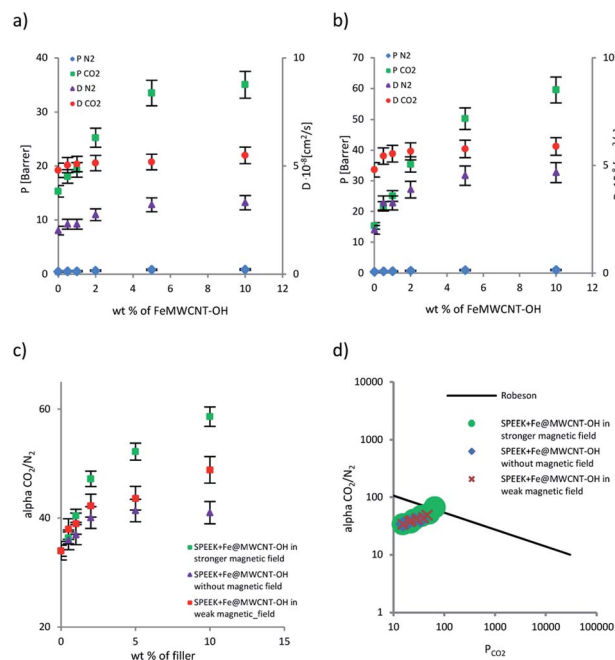 a)
P N2
P CO2
D N2
D CO2
40
30
20
10
0
P [Barrer]
10
5
0
D ·10⁻⁸[cm²/s]
0 2 4 6 8 10 12
wt % of FeMWCNT-OH
b)
P N2
P CO2
D N2
D CO2
70
60
50
40
30
20
10
0
P [Barrer]
10
5
0
0 2 4 6 8 10 12
wt % of FeMWCNT-OH
c)
60
40
20
alpha CO₂/N₂
SPEEK+Fe@MWCNT-OH in
stronger magnetic field
SPEEK+Fe@MWCNT-OH
without magnetic field
SPEEK+Fe@MWCNT-OH in
weak magnetic_field
0 5 10 15
wt % of filler
d)
10000
1000
100
10
1
alpha CO₂/N₂
Robeson
SPEEK+Fe@MWCNT-OH in
stronger magnetic field
SPEEK+Fe@MWCNT-OH
without magnetic field
SPEEK+Fe@MWCNT-OH in
weak magnetic field
10 100 1000 10000 100000
P CO2